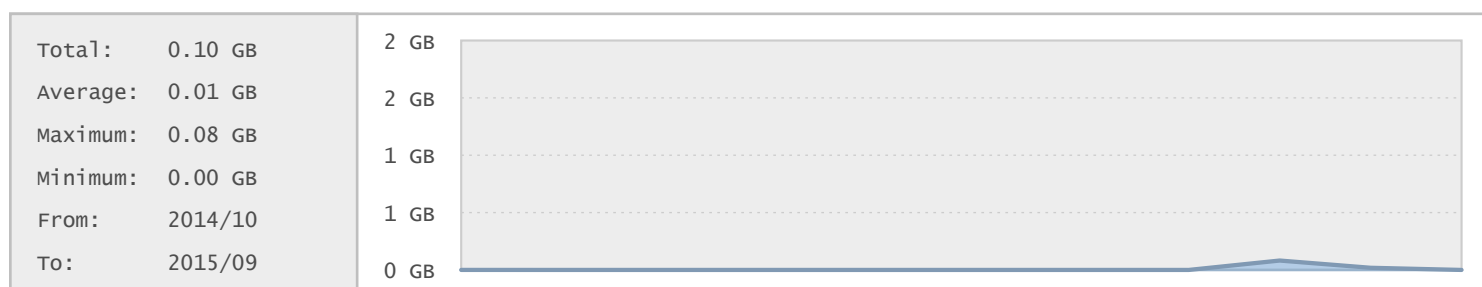 Total: 0.10 GB
Average: 0.01 GB
Maximum: 0.08 GB
Minimum: 0.00 GB
From: 2014/10
To: 2015/09
2 GB
2 GB
1 GB
1 GB
0 GB